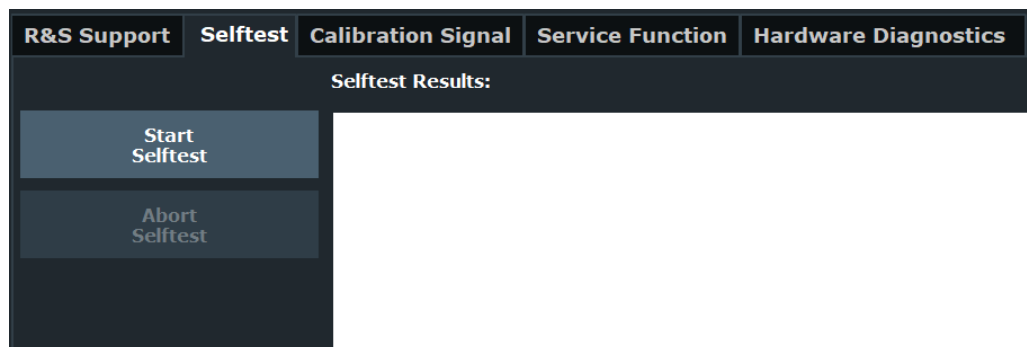 R&S Support Selftest Calibration Signal Service Function Hardware Diagnostics
Selftest Results:
Start
Selftest
Abort
Selftest